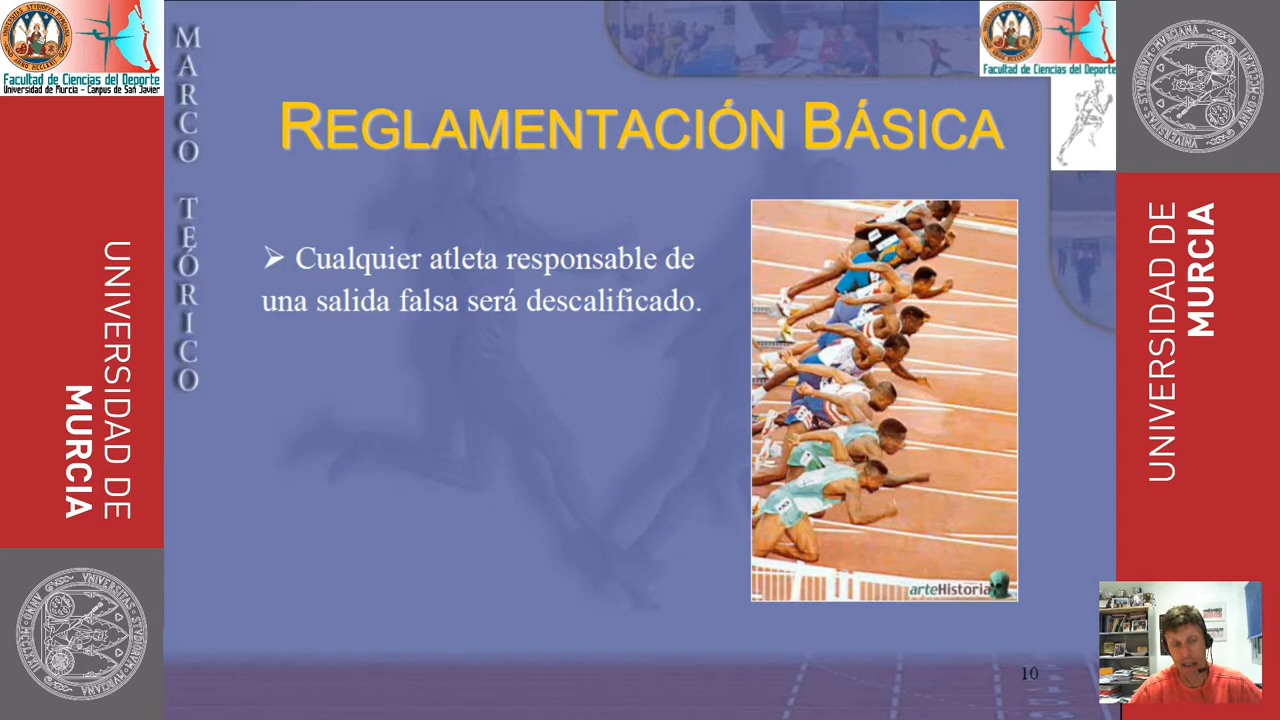 Facultad de Ciencias del Deporte
Universidad de Murcia - Campus de San Javier
UNIVERSIDAD DE
MURCIA
MARCO TEÓRICO
REGLAMENTACIÓN BÁSICA
➢ Cualquier atleta responsable de
una salida falsa será descalificado.
arteHistoria
10
Facultad de Ciencias del Deporte
UNIVERSIDAD DE
MURCIA